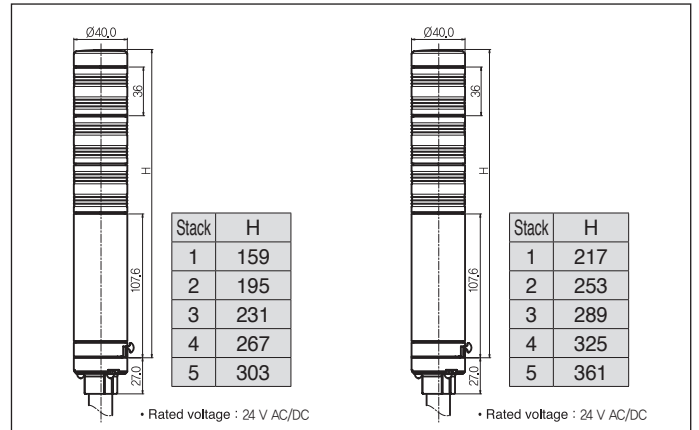 Ø40.0
36
H
107.6
27.0
Stack H
1 159
2 195
3 231
4 267
5 303
• Rated voltage : 24 V AC/DC
Ø40.0
36
H
107.6
27.0
Stack H
1 217
2 253
3 289
4 325
5 361
• Rated voltage : 24 V AC/DC